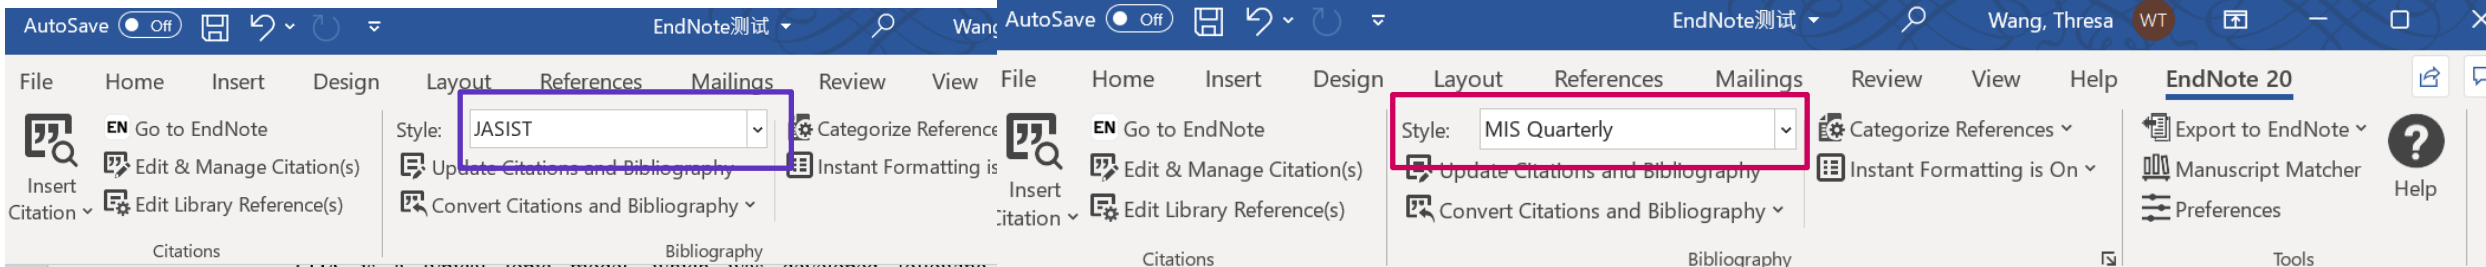 AutoSave Off EndNote测试 Wang
File Home Insert Design Layout References Mailings Review View
Insert Citation
EN Go to EndNote
Edit & Manage Citation(s)
Edit Library Reference(s)
Citations
Style: JASIST
Update Citations and Bibliography
Convert Citations and Bibliography
Categorize Reference
Instant Formatting is
Bibliography
AutoSave Off EndNote测试 Wang, Thresa WT
File Home Insert Design Layout References Mailings Review View Help EndNote 20
Insert
Citation
EN Go to EndNote
Edit & Manage Citation(s)
Edit Library Reference(s)
Citations
Style: MIS Quarterly
Update Citations and Bibliography
Convert Citations and Bibliography
Categorize References
Instant Formatting is On
Bibliography
Export to EndNote
Manuscript Matcher
Preferences
Tools
Help